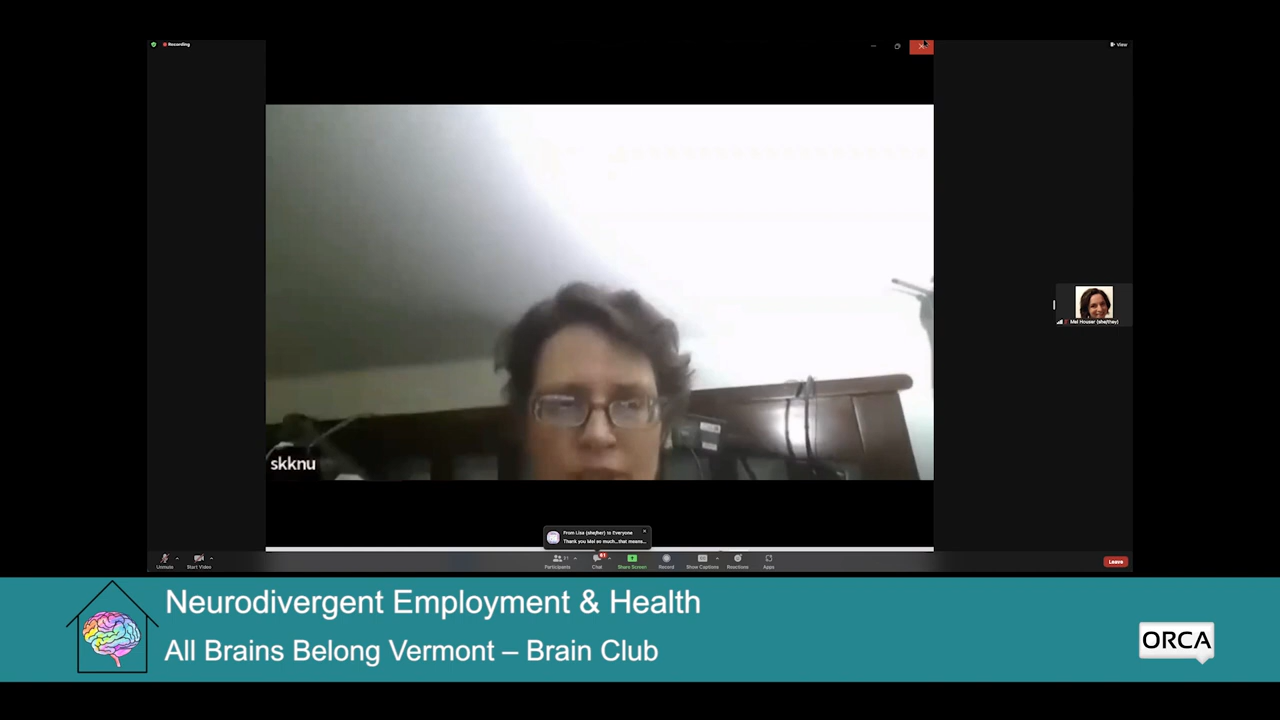 Recording
View
skknu
Mel Houser (she/they)
From Lisa (she/her) to Everyone
Thank you Mel so much...that means...
91
61
Unmute
Start Video
Participants
Chat
Share Screen
Record
Show Captions
Reactions
Apps
Leave
Neurodivergent Employment & Health
All Brains Belong Vermont – Brain Club
ORCA